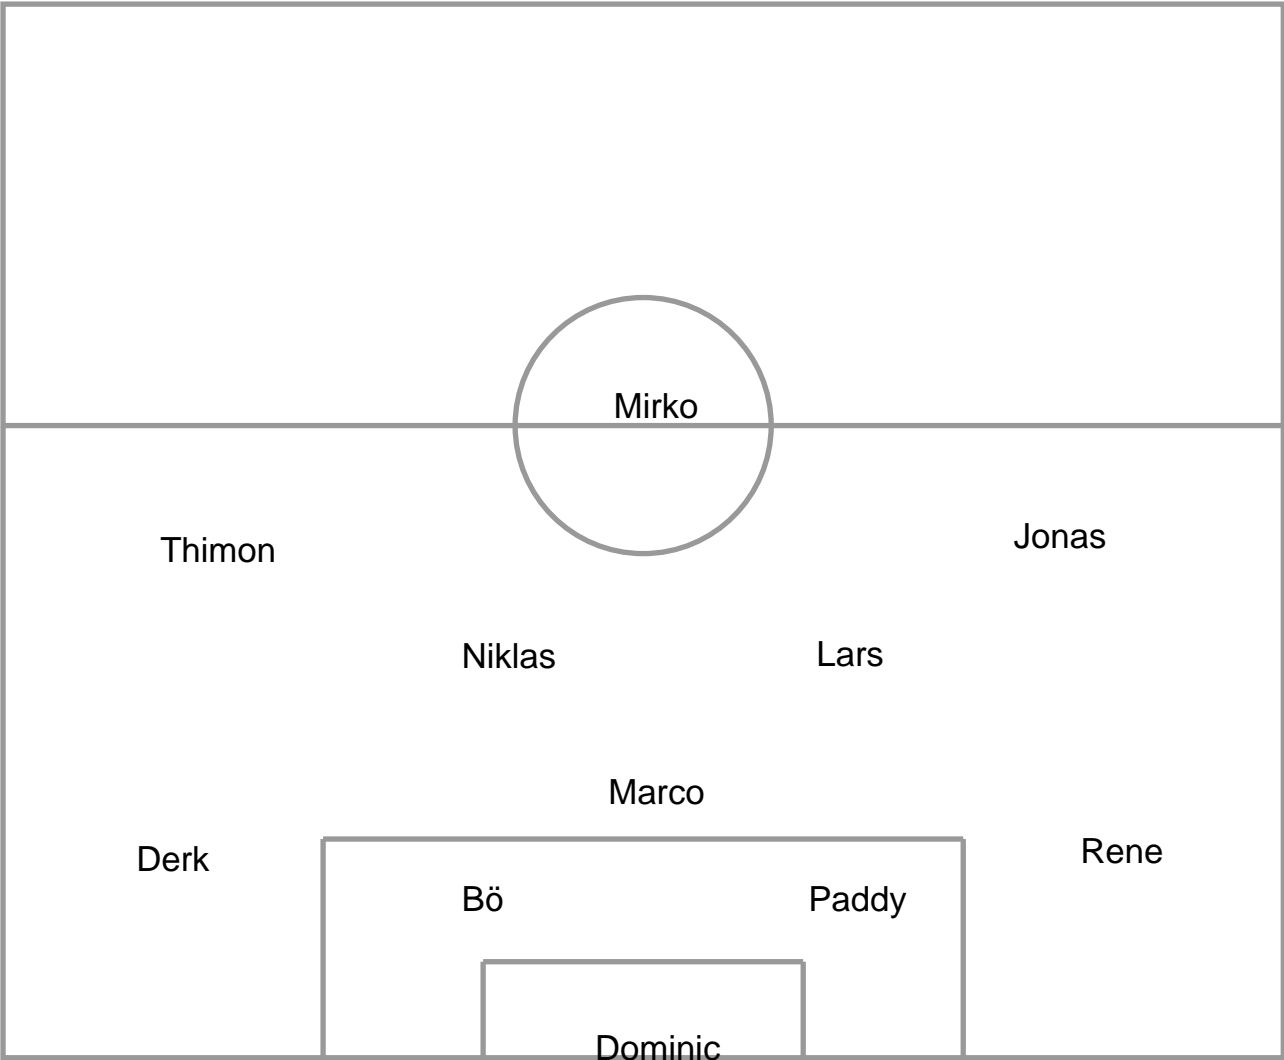 Mirko
Thimon
Jonas
Niklas
Lars
Marco
Derk
Rene
Bö
Paddy
Dominic